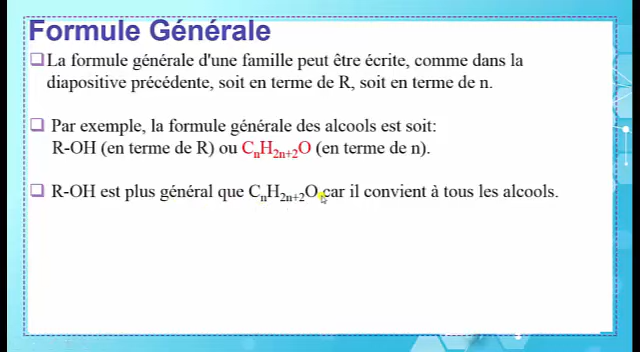 Formule Générale
❑La formule générale d'une famille peut être écrite, comme dans la
diapositive précédente, soit en terme de R, soit en terme de n.
❑ Par exemple, la formule générale des alcools est soit:
R-OH (en terme de R) ou CₙH₂ₙ₊₂O (en terme de n).
❑ R-OH est plus général que CₙH₂ₙ₊₂O car il convient à tous les alcools.